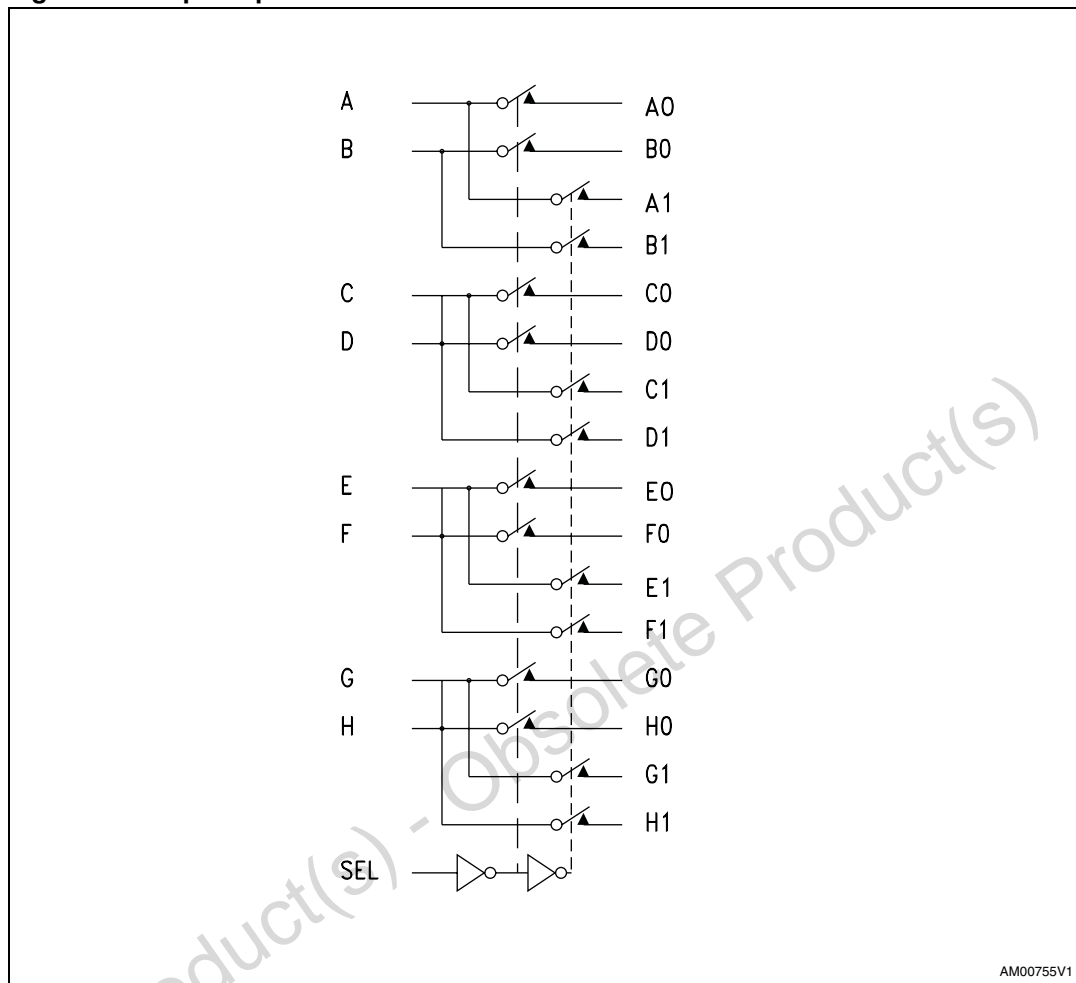 A A0
B B0
A1
B1
C C0
D D0
C1
D1
E E0
F F0
E1
F1
G G0
H H0
G1
H1
SEL
Obsolete Product(s)
duct(s) - Obsolete Product(s)
AM00755V1